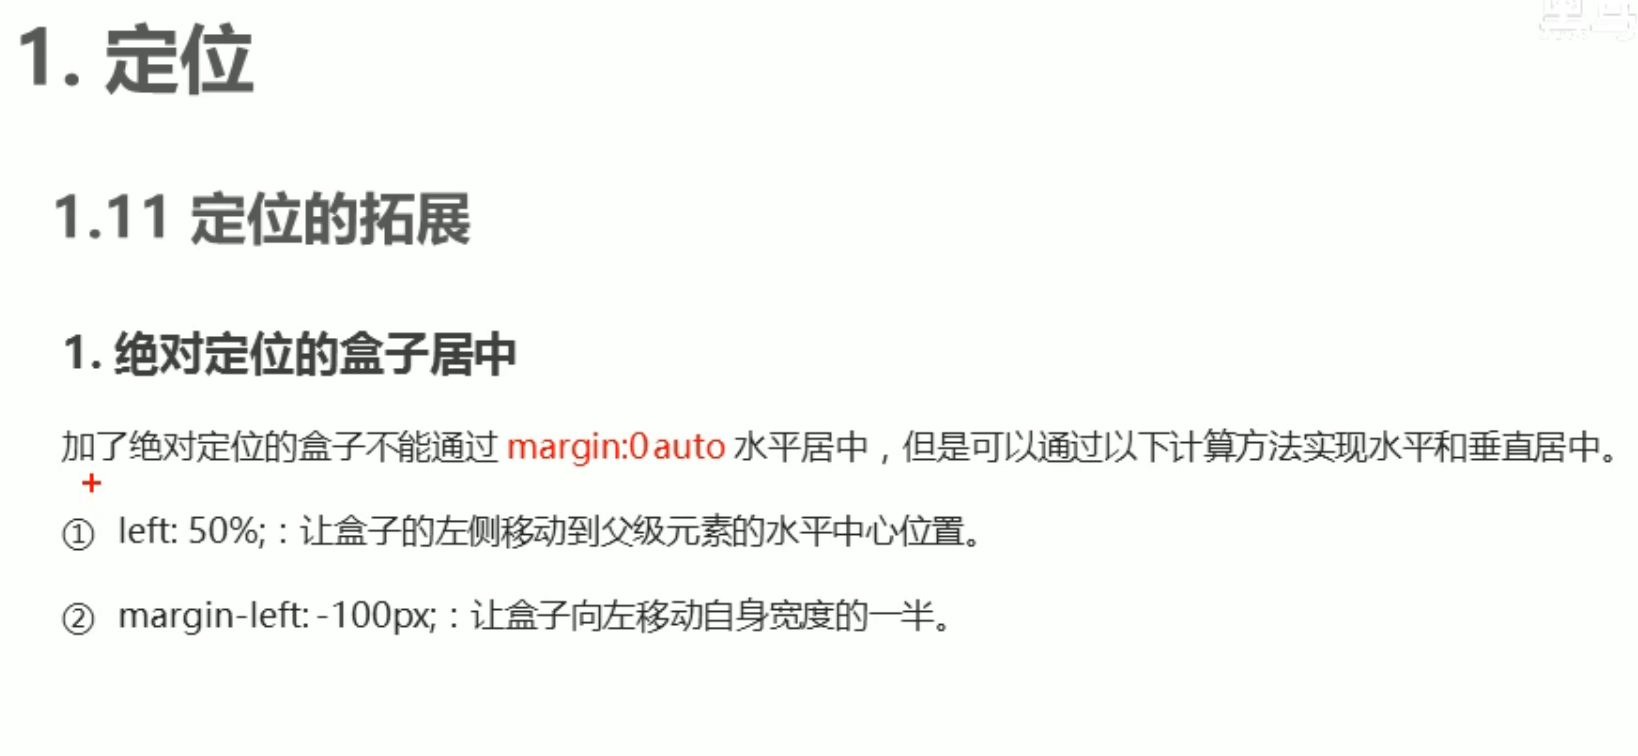 黑马
1. 定位
1.11 定位的拓展
1. 绝对定位的盒子居中
加了绝对定位的盒子不能通过 margin:0 auto 水平居中，但是可以通过以下计算方法实现水平和垂直居中。
① left: 50%;：让盒子的左侧移动到父级元素的水平中心位置。
② margin-left: -100px;：让盒子向左移动自身宽度的一半。